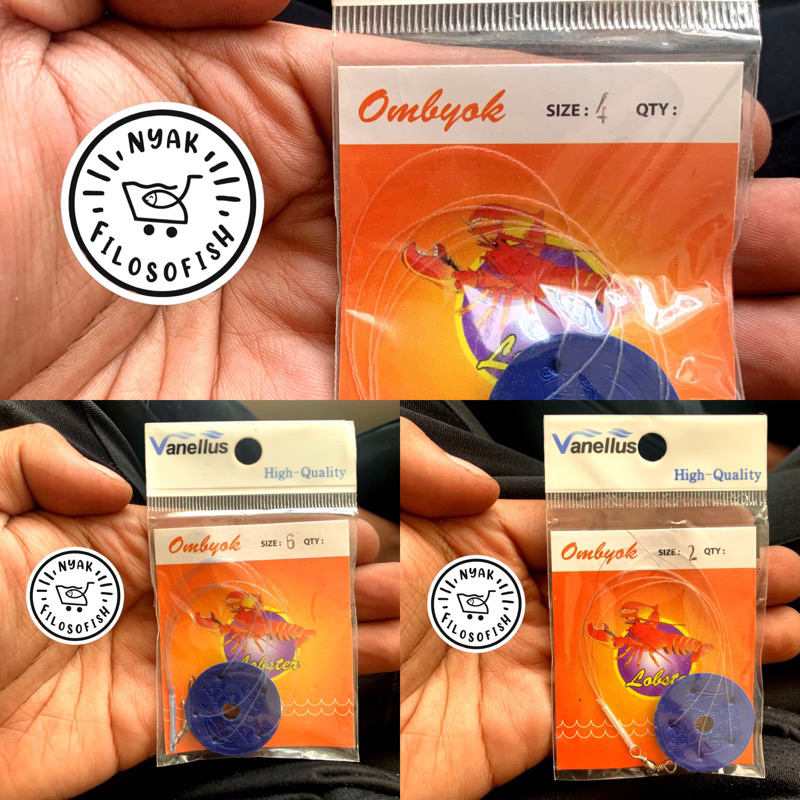 NYAK
FILOSOFISH
Ombyok SIZE: 4 QTY:
Vanellus
High-Quality
Ombyok SIZE: 6 QTY:
Lobster
NYAK
FILOSOFISH
Vanellus
High-Quality
Ombyok SIZE: 2 QTY:
NYAK
FILOSOFISH